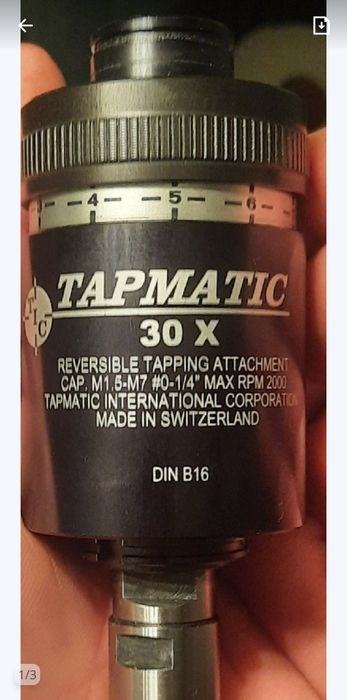 4 5 6
TAPMATIC
TIC
30 X
REVERSIBLE TAPPING ATTACHMENT
CAP. M1.5-M7 #0-1/4" MAX RPM 2000
TAPMATIC INTERNATIONAL CORPORATION
MADE IN SWITZERLAND
DIN B16
1/3